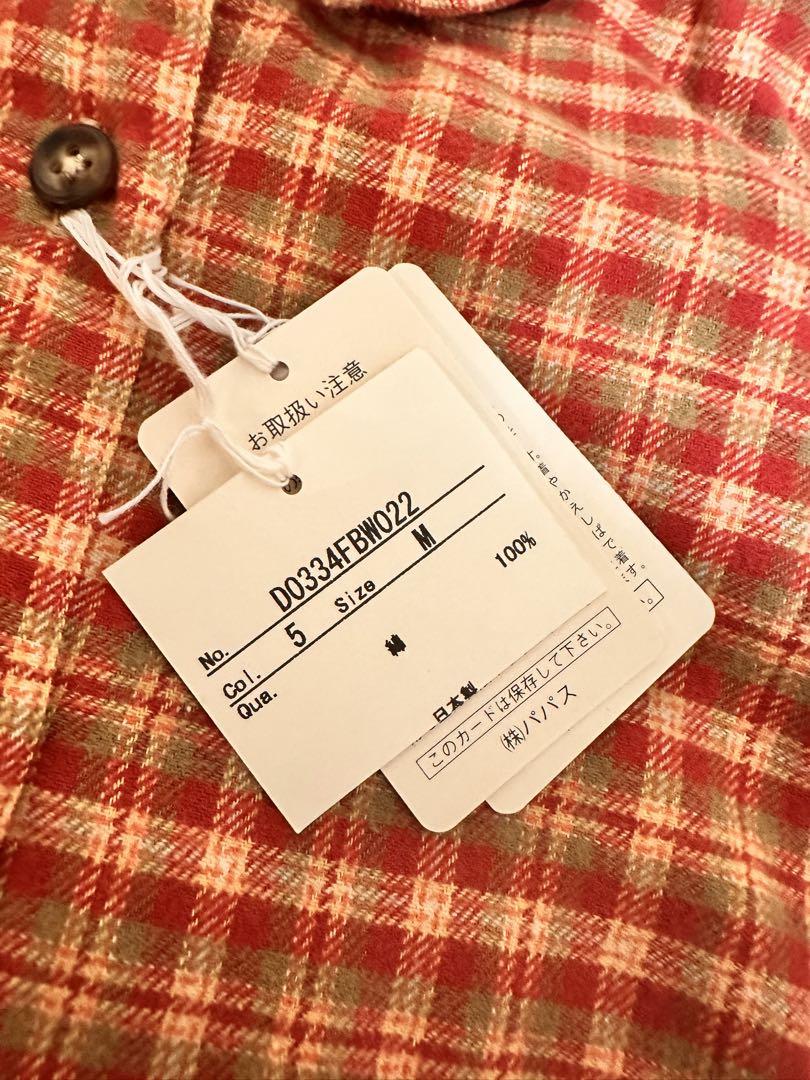 お取扱い注意
No. D0334FBW022
Col. 5 Size M
Qua.
綿 100%
日本製
このカードは保存して下さい。
㈱パパス